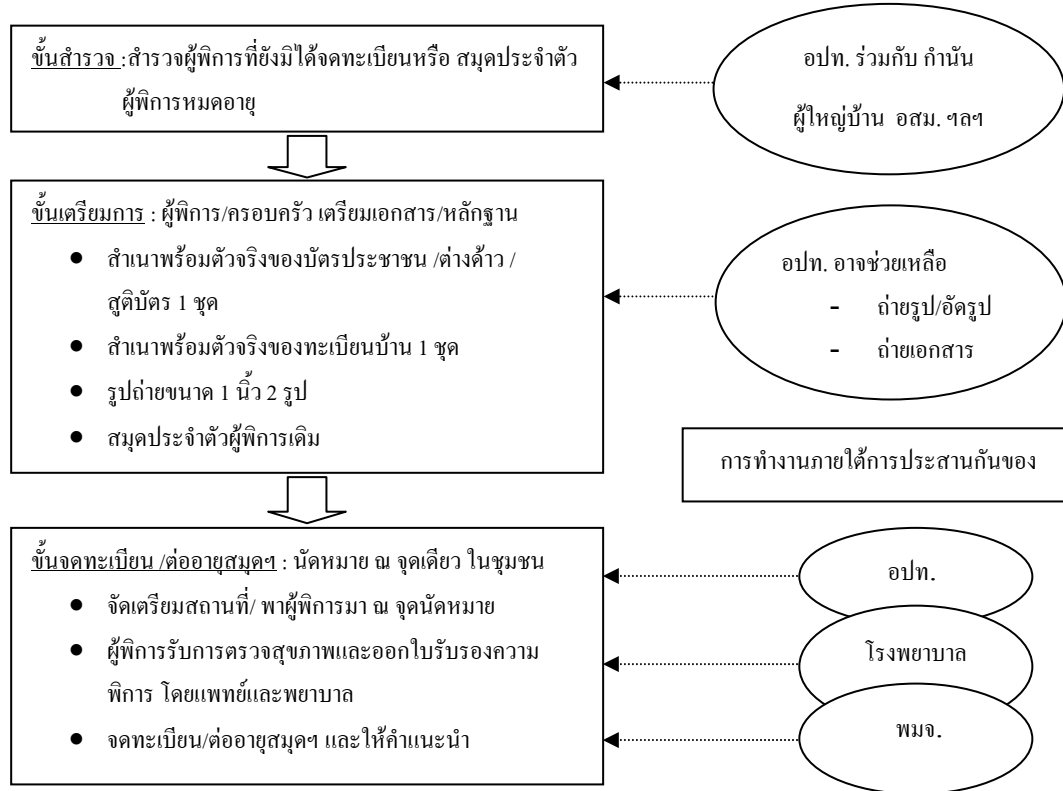 ขั้นสำรวจ :สำรวจผู้พิการที่ยังมิได้จดทะเบียนหรือ สมุดประจำตัว
ผู้พิการหมดอายุ
อปท. ร่วมกับ กำนัน
ผู้ใหญ่บ้าน อสม. ฯลฯ
ขั้นเตรียมการ : ผู้พิการ/ครอบครัว เตรียมเอกสาร/หลักฐาน
● สำเนาพร้อมตัวจริงของบัตรประชาชน /ต่างด้าว /
สูติบัตร 1 ชุด
● สำเนาพร้อมตัวจริงของทะเบียนบ้าน 1 ชุด
● รูปถ่ายขนาด 1 นิ้ว 2 รูป
● สมุดประจำตัวผู้พิการเดิม
อปท. อาจช่วยเหลือ
- ถ่ายรูป/อัดรูป
- ถ่ายเอกสาร
การทำงานภายใต้การประสานกันของ
ขั้นจดทะเบียน /ต่ออายุสมุดฯ : นัดหมาย ณ จุดเดียว ในชุมชน
● จัดเตรียมสถานที่/ พาผู้พิการมา ณ จุดนัดหมาย
● ผู้พิการรับการตรวจสุขภาพและออกใบรับรองความ
พิการ โดยแพทย์และพยาบาล
● จดทะเบียน/ต่ออายุสมุดฯ และให้คำแนะนำ
อปท.
โรงพยาบาล
พมจ.